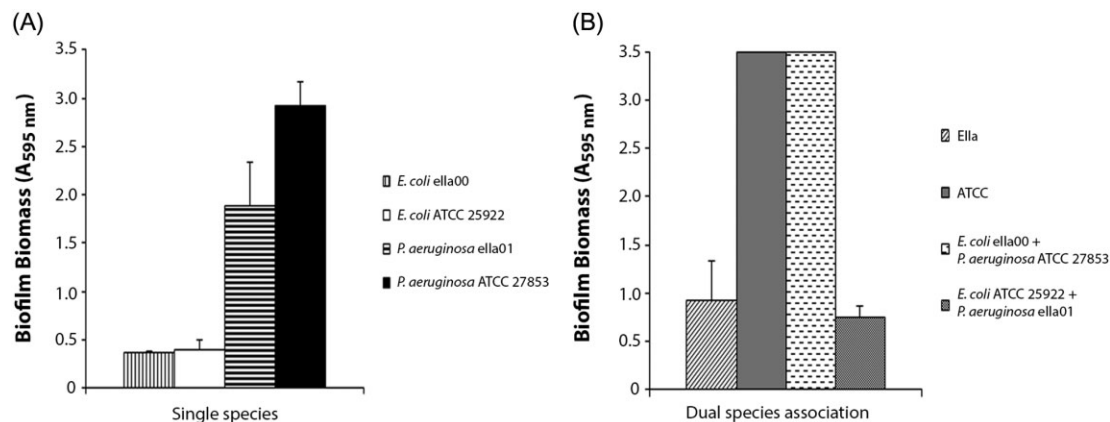 (A)
Biofilm Biomass (A595 nm)
3.5
3.0
2.5
2.0
1.5
1.0
0.5
0
Single species
E. coli ella00
E. coli ATCC 25922
P. aeruginosa ella01
P. aeruginosa ATCC 27853
(B)
Biofilm Biomass (A595 nm)
3.5
3.0
2.5
2.0
1.5
1.0
0.5
0
Dual species association
Ella
ATCC
E. coli ella00 +
P. aeruginosa ATCC 27853
E. coli ATCC 25922 +
P. aeruginosa ella01